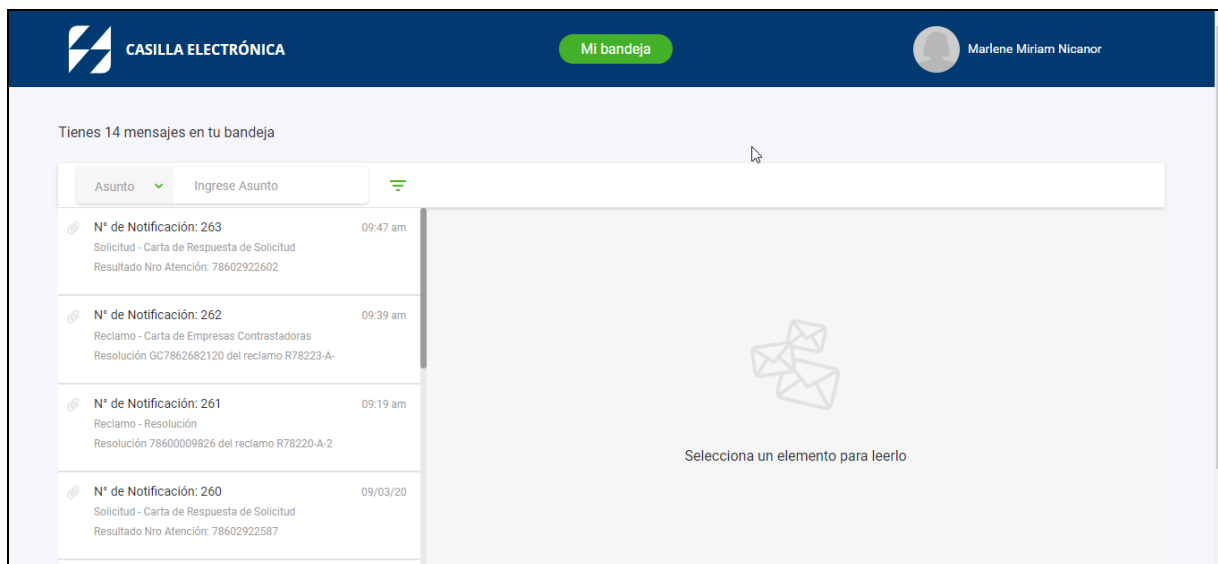 CASILLA ELECTRÓNICA
Mi bandeja
Marlene Miriam Nicanor
Tienes 14 mensajes en tu bandeja
Asunto
Ingrese Asunto
N° de Notificación: 263
09:47 am
Solicitud - Carta de Respuesta de Solicitud
Resultado Nro Atención: 78602922602
N° de Notificación: 262
09:39 am
Reclamo - Carta de Empresas Contrastadoras
Resolución GC7862682120 del reclamo R78223-A-
N° de Notificación: 261
09:19 am
Reclamo - Resolución
Resolución 78600009826 del reclamo R78220-A-2
N° de Notificación: 260
09/03/20
Solicitud - Carta de Respuesta de Solicitud
Resultado Nro Atención: 78602922587
Selecciona un elemento para leerlo